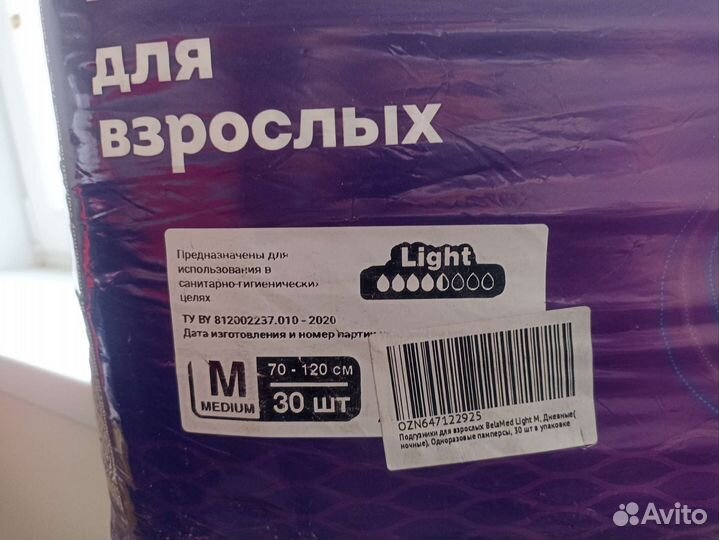 для
взрослых
Предназначены для
использования в
санитарно-гигиенических
целях
ТУ BY 812002237.010 - 2020
Дата изготовления и номер партии
Light
M
MEDIUM
70 - 120 см
30 шт
OZN647122925
Подгузники для взрослых BelaMed Light M, Дневные(
ночные), Одноразовые памперсы, 30 шт в упаковке
Avito